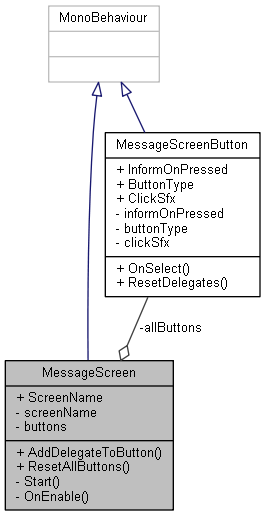 MonoBehaviour
MessageScreenButton
+ InformOnPressed
+ ButtonType
+ ClickSfx
- informOnPressed
- buttonType
- clickSfx
+ OnSelect()
+ ResetDelegates()
-allButtons
MessageScreen
+ ScreenName
- screenName
- buttons
+ AddDelegateToButton()
+ ResetAllButtons()
- Start()
- OnEnable()